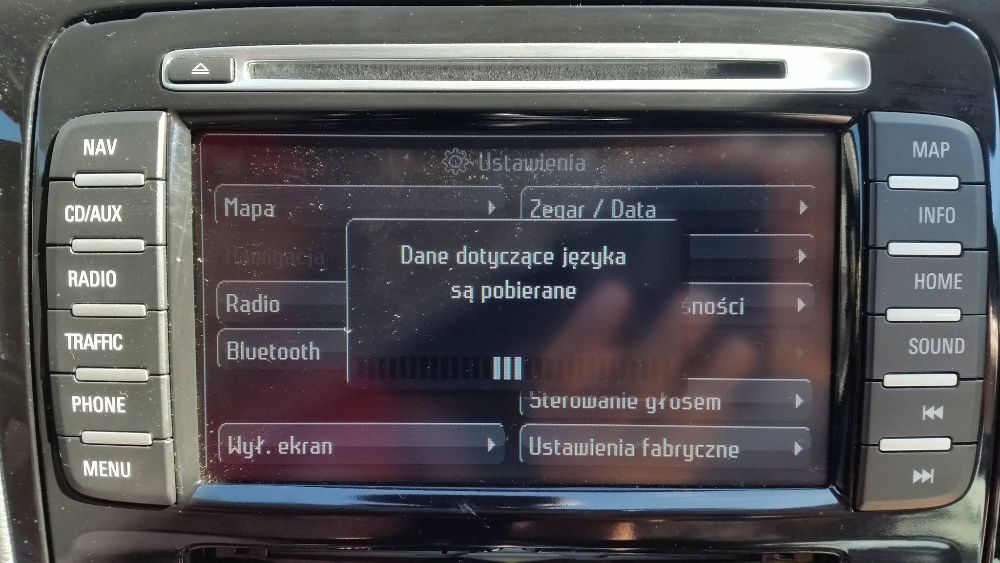 NAV
CD/AUX
RADIO
TRAFFIC
PHONE
MENU
Ustawienia
Mapa
Zegar / Data
Nawigacja
Dane dotyczące języka
są pobierane
Radio
Bluetooth
Sterowanie głosem
Wył. ekran
Ustawienia fabryczne
MAP
INFO
HOME
SOUND